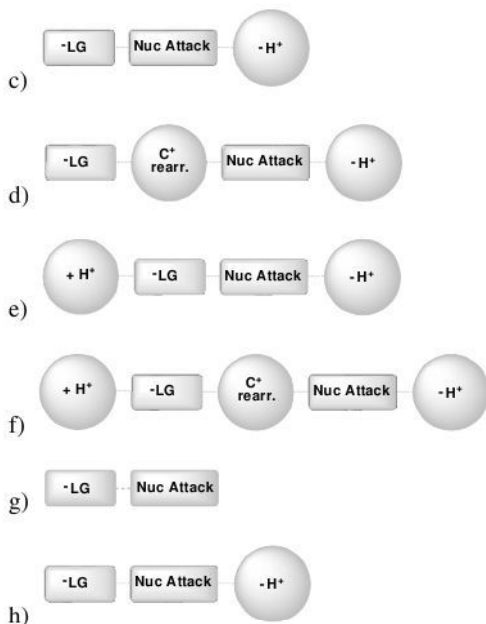 -LG Nuc Attack -H+
c)
-LG C+ rearr. Nuc Attack -H+
d)
+ H+ -LG Nuc Attack -H+
e)
+ H+ -LG C+ rearr. Nuc Attack -H+
f)
g) -LG Nuc Attack
-LG Nuc Attack -H+
h)